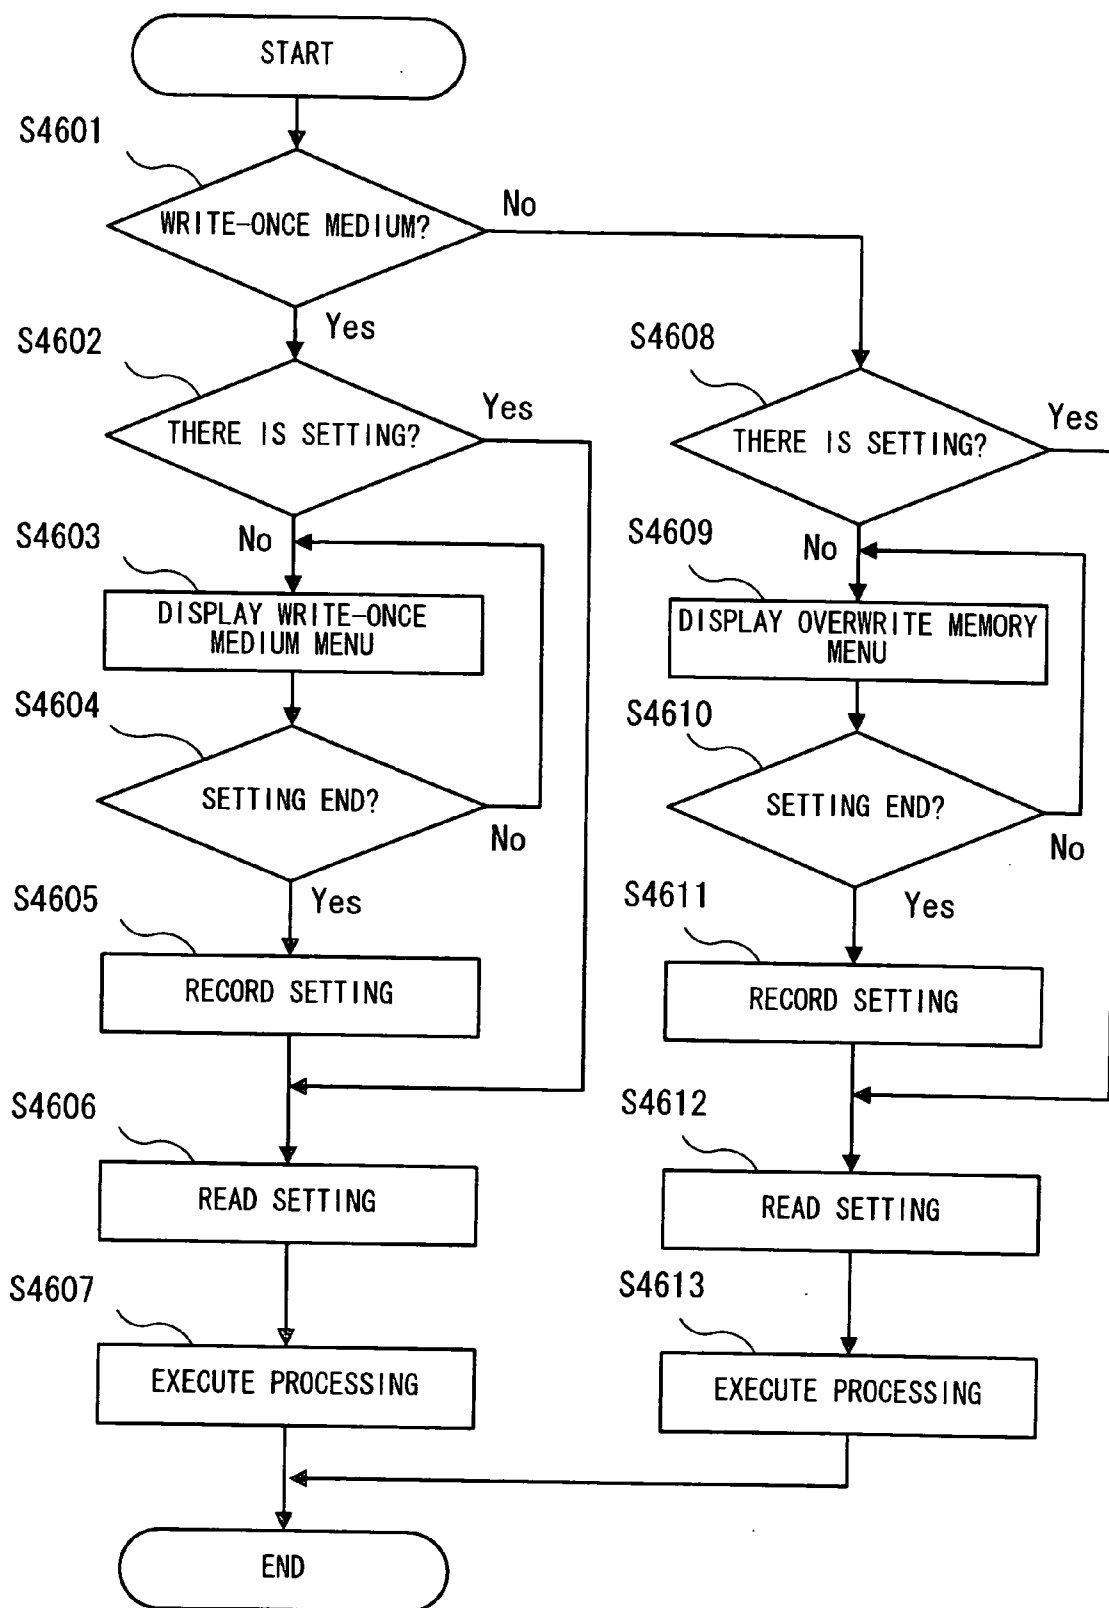 START
S4601
WRITE-ONCE MEDIUM?
No
Yes
S4602
THERE IS SETTING?
Yes
No
S4603
DISPLAY WRITE-ONCE
MEDIUM MENU
S4604
SETTING END?
No
Yes
S4605
RECORD SETTING
S4606
READ SETTING
S4607
EXECUTE PROCESSING
S4608
THERE IS SETTING?
Yes
No
S4609
DISPLAY OVERWRITE MEMORY
MENU
S4610
SETTING END?
No
Yes
S4611
RECORD SETTING
S4612
READ SETTING
S4613
EXECUTE PROCESSING
END